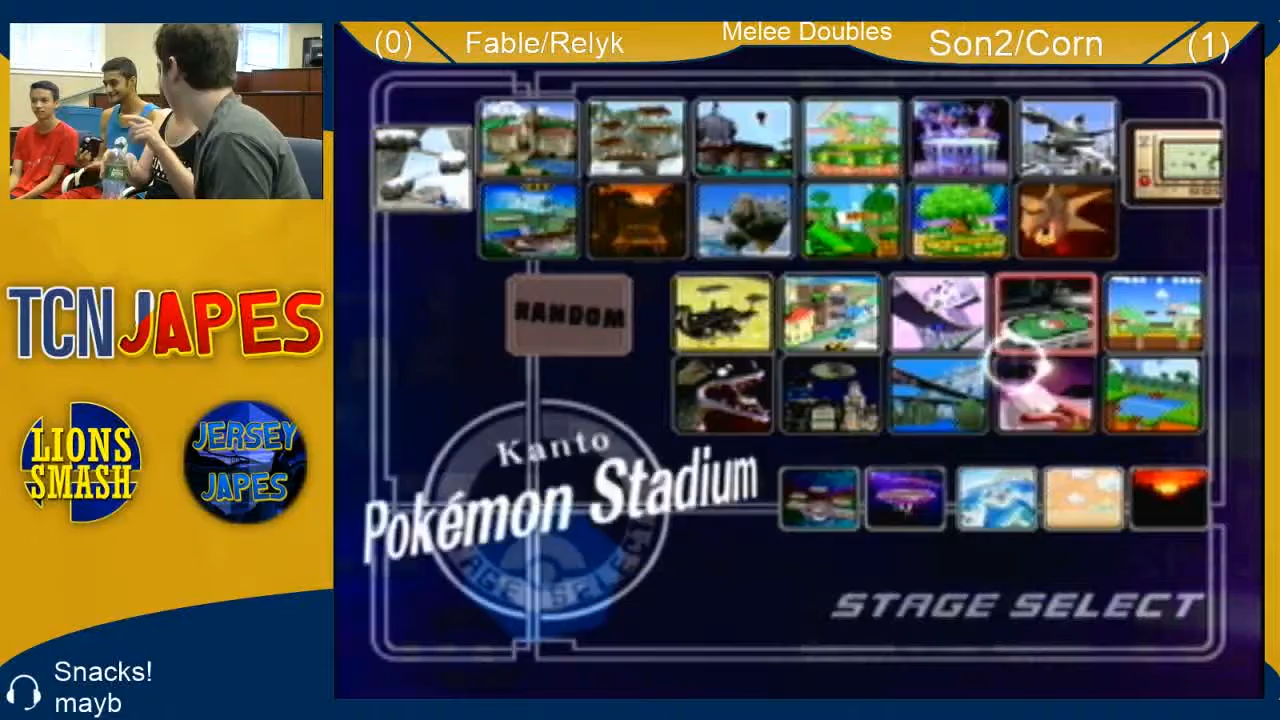 (0) Fable/Relyk Melee Doubles Son2/Corn (1)
RANDOM
Kanto
Pokémon Stadium
STAGE SELECT
TCNJAPES
LIONS
SMASH
JERSEY
JAPES
Snacks!
mayb